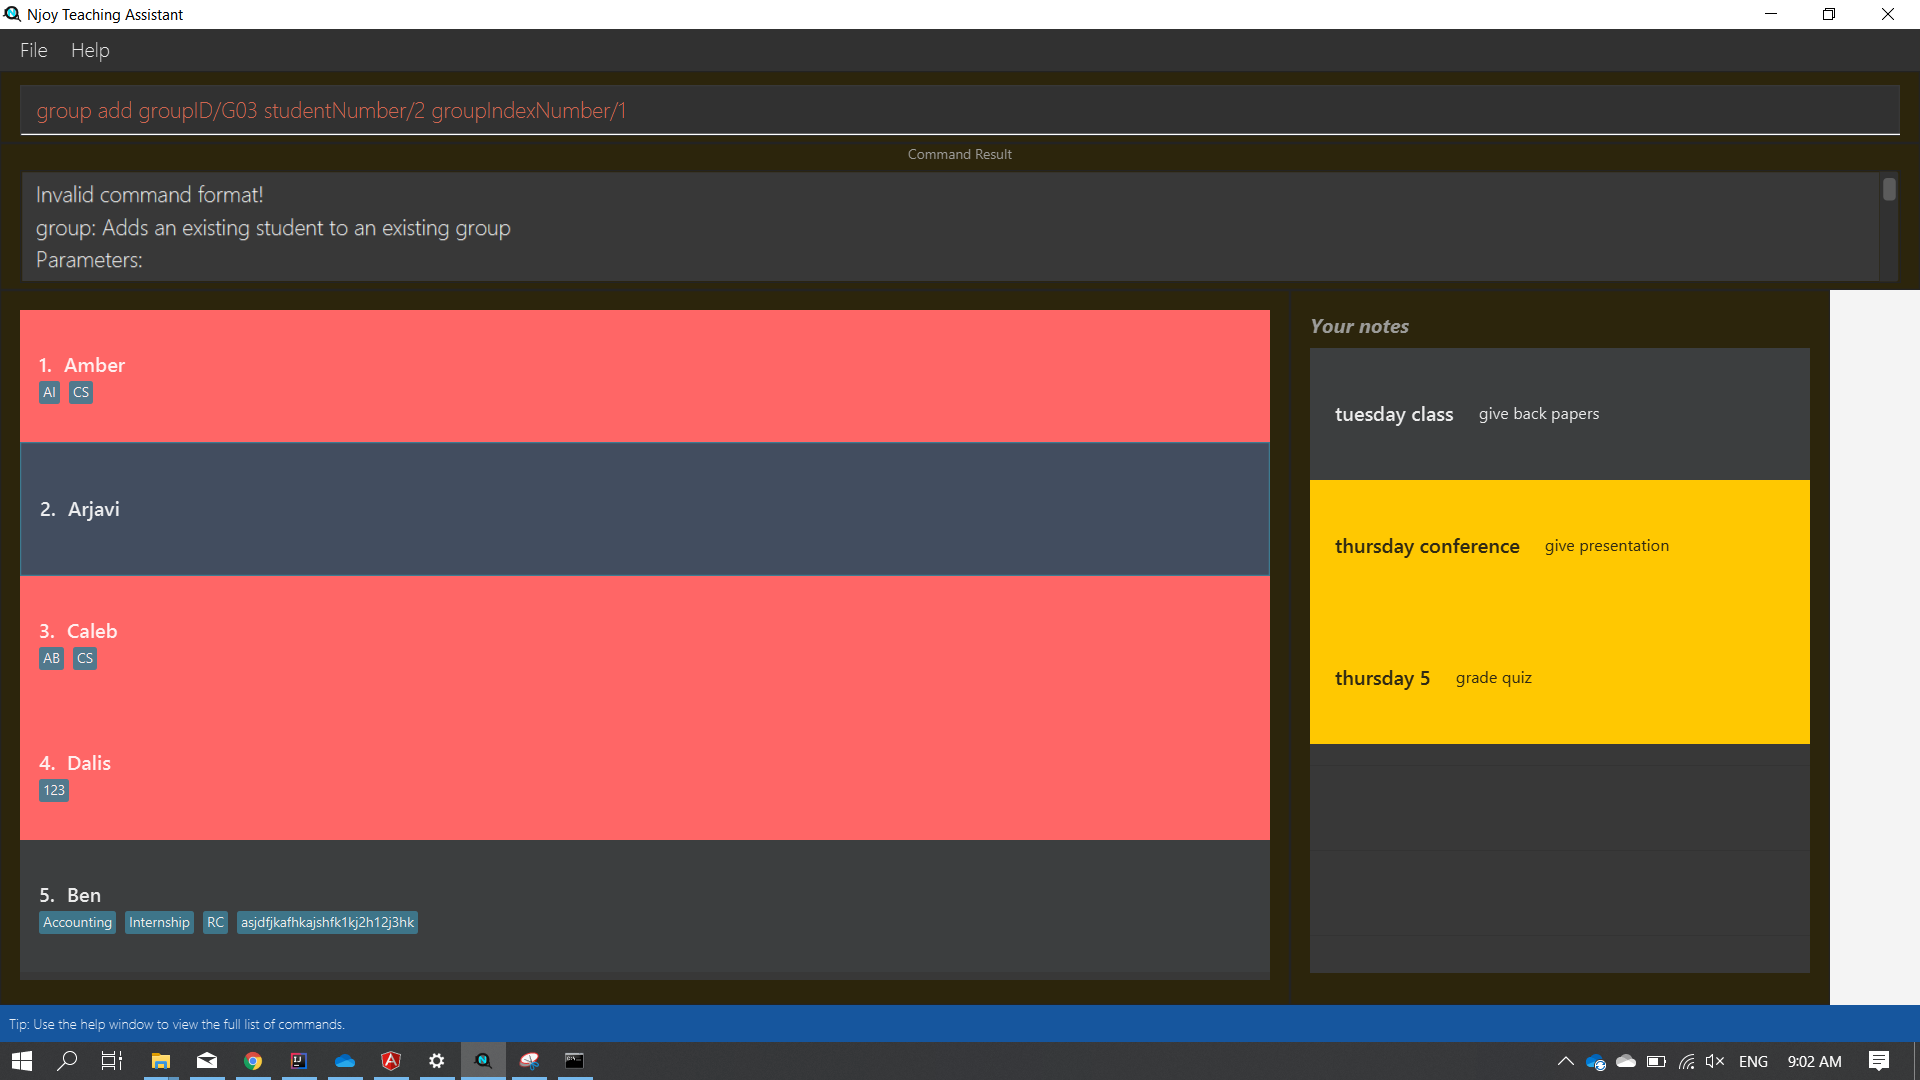 Njoy Teaching Assistant
File Help
group add groupID/G03 studentNumber/2 groupIndexNumber/1
Command Result
Invalid command format!
group: Adds an existing student to an existing group
Parameters:
1. Amber
AI CS
2. Arjavi
3. Caleb
AB CS
4. Dalis
123
5. Ben
Accounting Internship RC asjdfjkafhkajshfk1kj2h12j3hk
Your notes
tuesday class give back papers
thursday conference give presentation
thursday 5 grade quiz
Tip: Use the help window to view the full list of commands.
ENG 9:02 AM